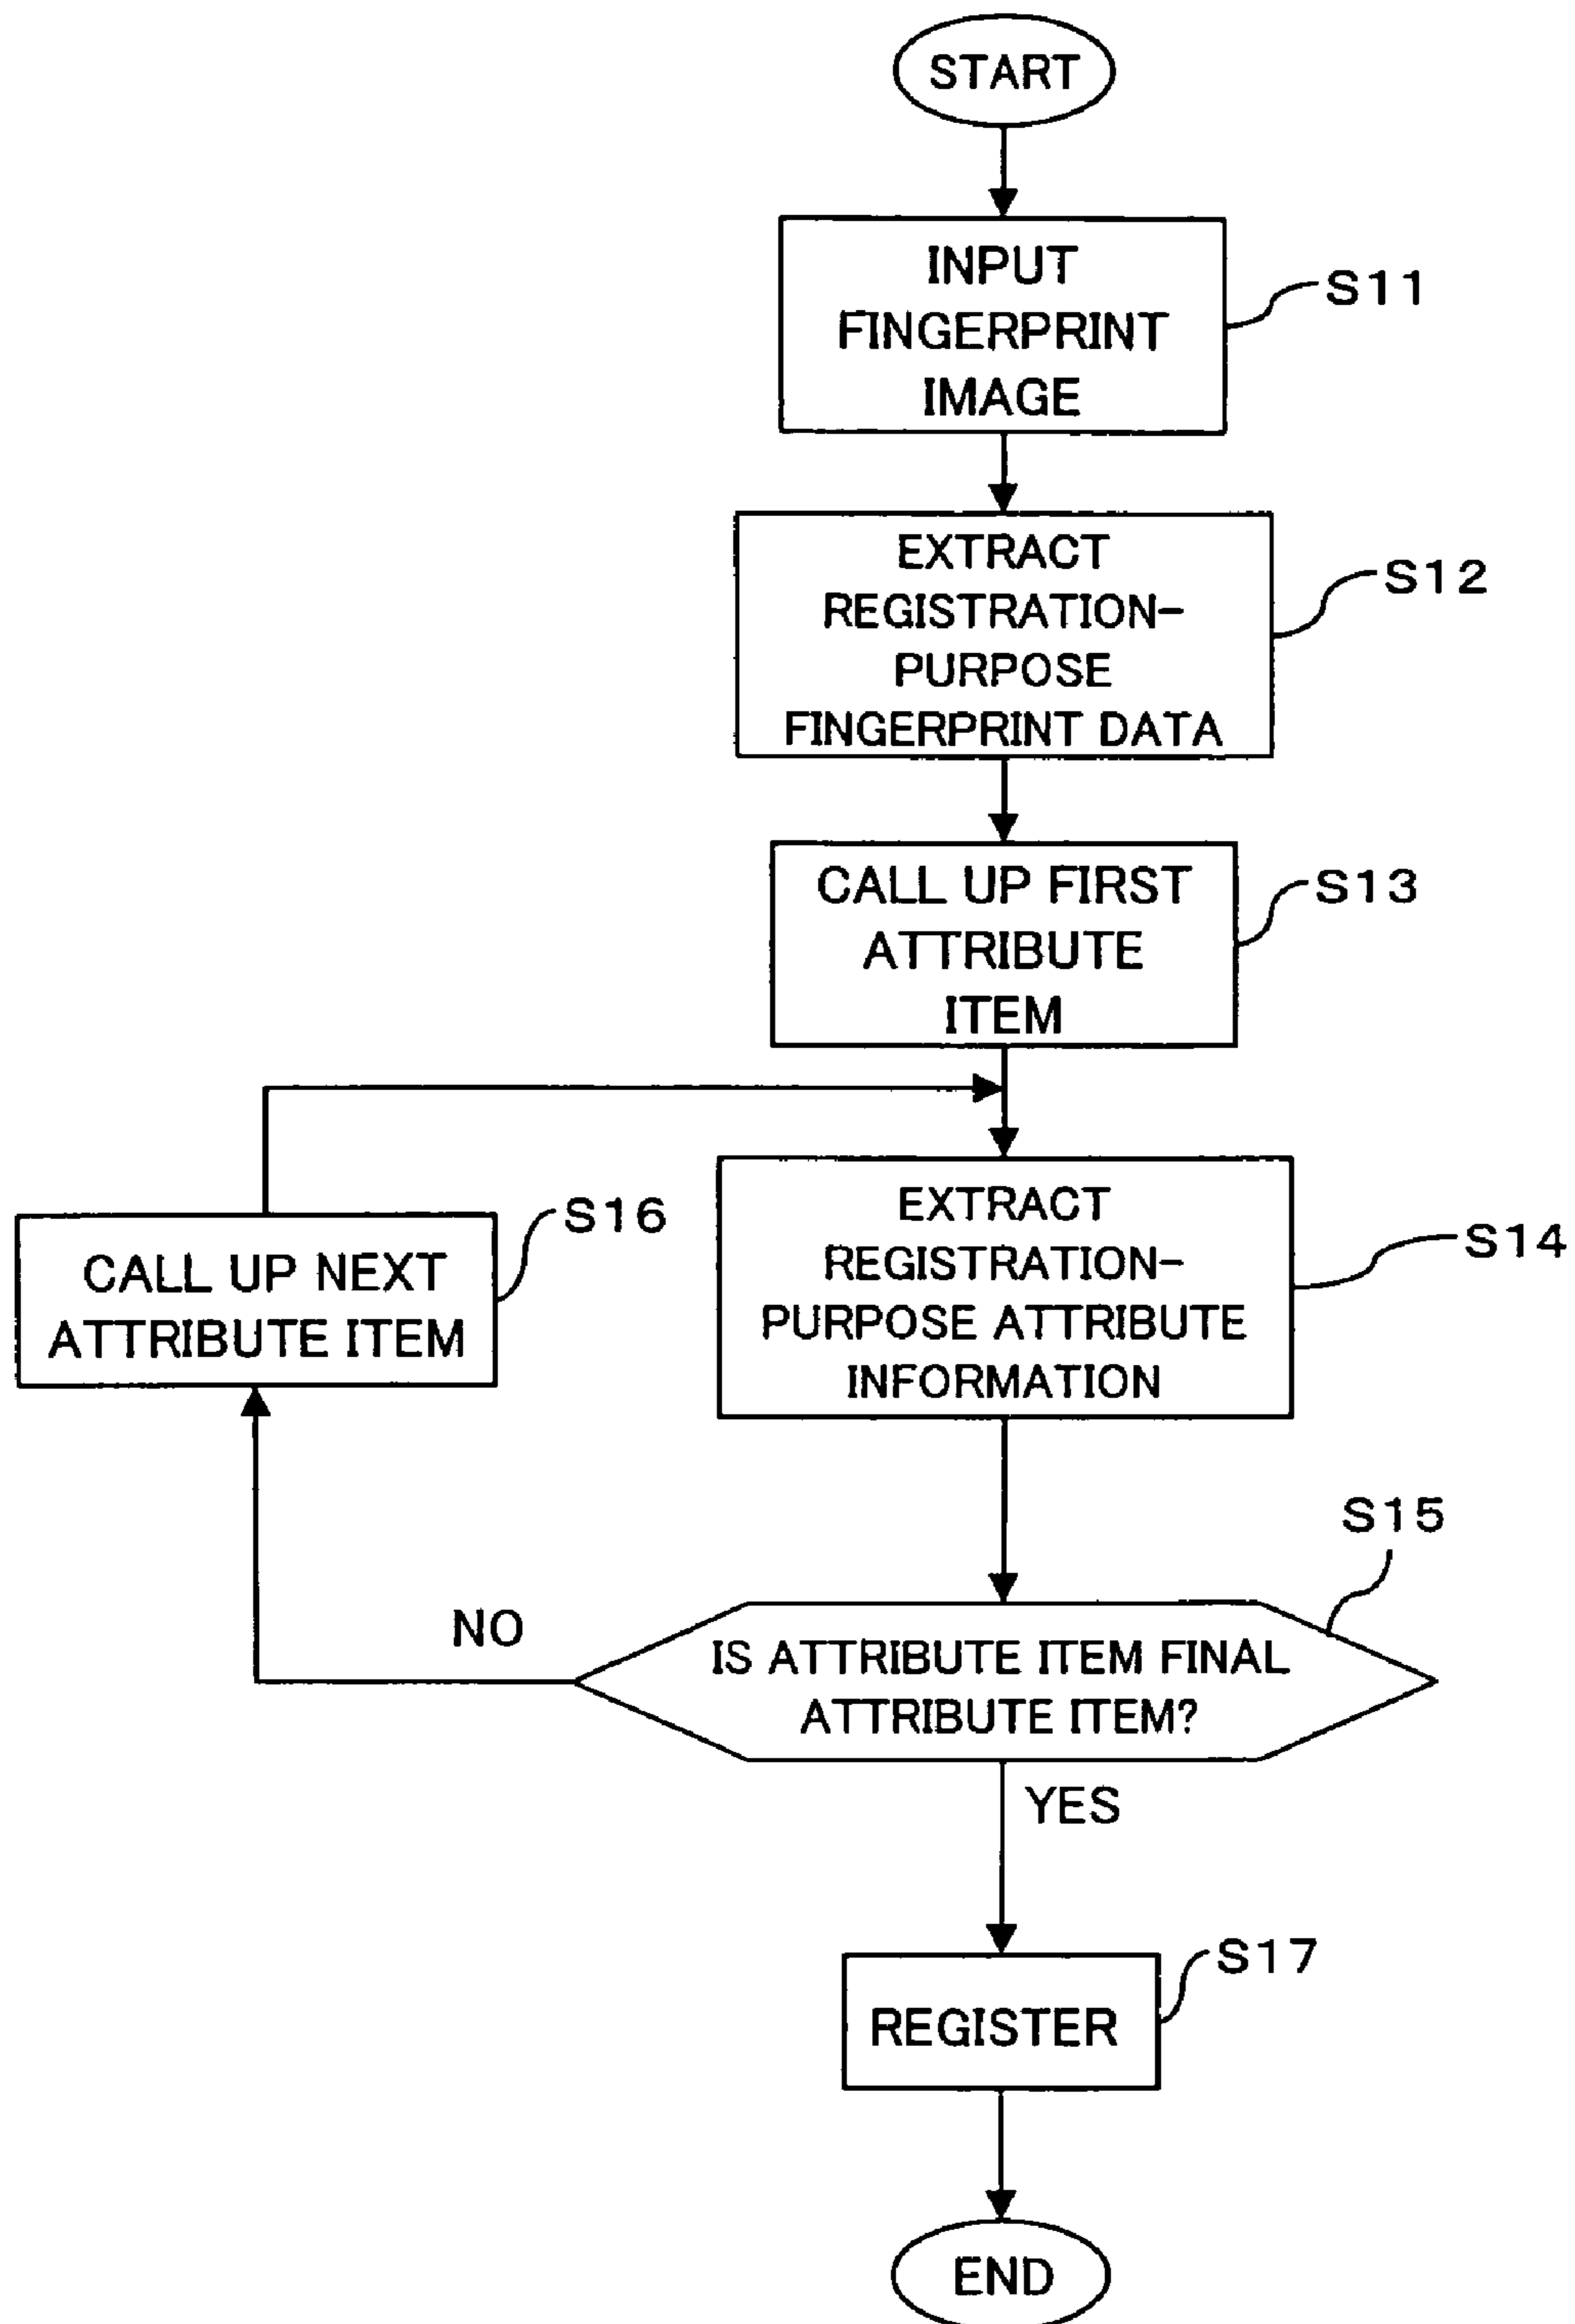 START
INPUT
FINGERPRINT
IMAGE
S11
EXTRACT
REGISTRATION-
PURPOSE
FINGERPRINT DATA
S12
CALL UP FIRST
ATTRIBUTE
ITEM
S13
EXTRACT
REGISTRATION-
PURPOSE ATTRIBUTE
INFORMATION
S14
CALL UP NEXT
ATTRIBUTE ITEM
S16
IS ATTRIBUTE ITEM FINAL
ATTRIBUTE ITEM?
S15
NO
YES
REGISTER
S17
END